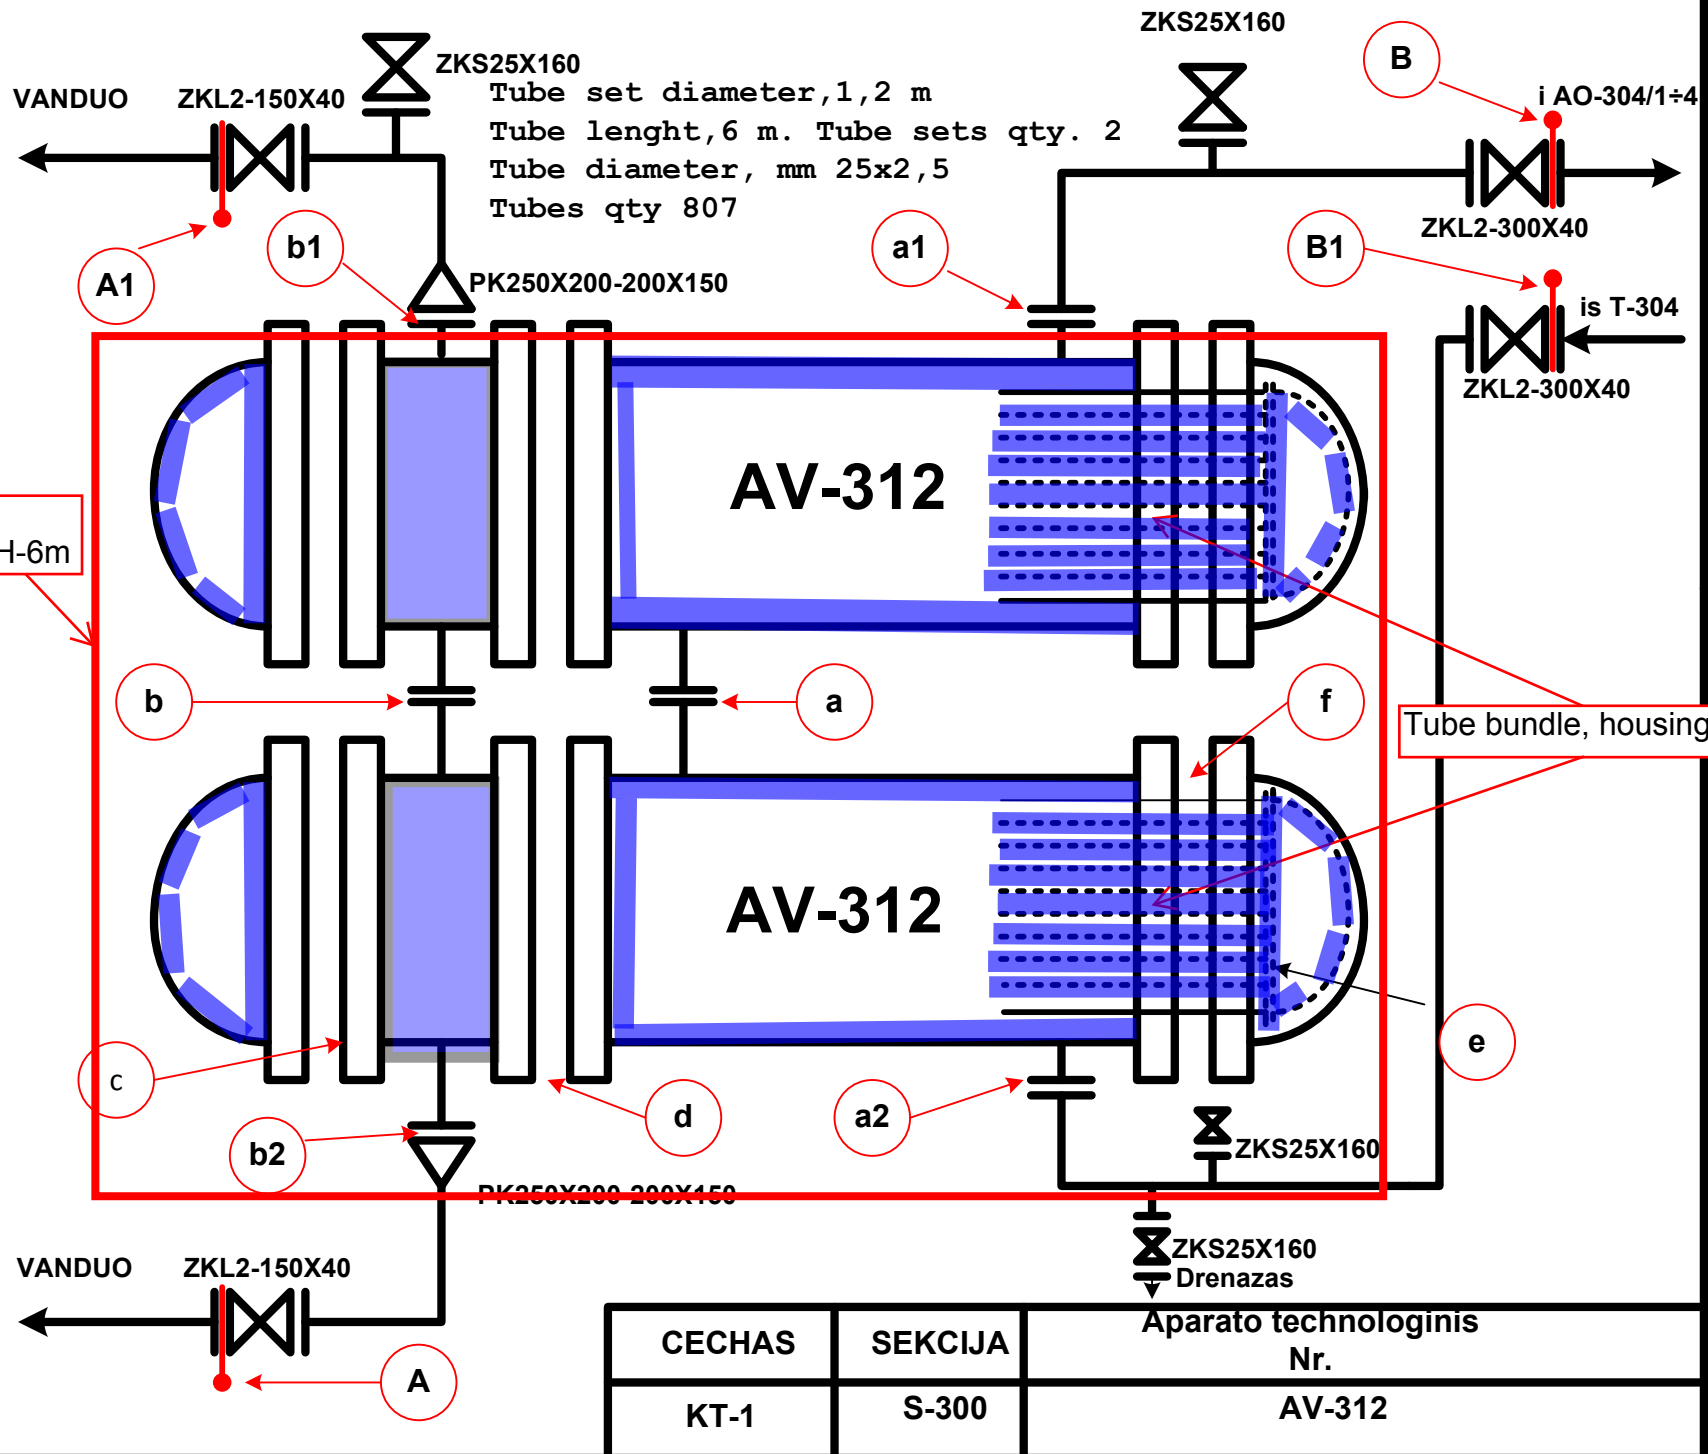 ZKS25X160
B
ZKS25X160
VANDUO
ZKL2-150X40
i AO-304/1÷4
Tube set diameter,1,2 m
Tube lenght,6 m. Tube sets qty. 2
Tube diameter, mm 25x2,5
Tubes qty 807
b1
a1
ZKL2-300X40
B1
A1
PK250X200-200X150
is T-304
ZKL2-300X40
AV-312
H-6m
b
a
f
Tube bundle, housing
AV-312
e
c
d
a2
b2
ZKS25X160
PK250X200-200X150
VANDUO
ZKL2-150X40
ZKS25X160
Drenazas
A
CECHAS
SEKCIJA
Aparato technologinis
Nr.
KT-1
S-300
AV-312